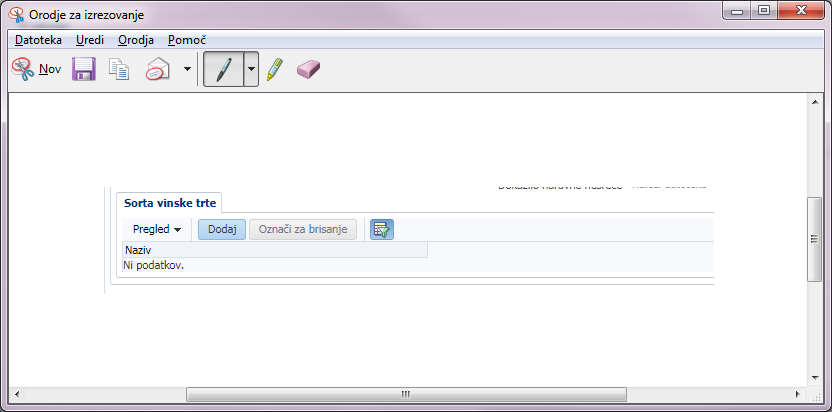 Orodje za izrezovanje
Datoteka Uredi Orodja Pomoč
Nov
Sorta vinske trte
Pregled Dodaj Označi za brisanje
Naziv
Ni podatkov.